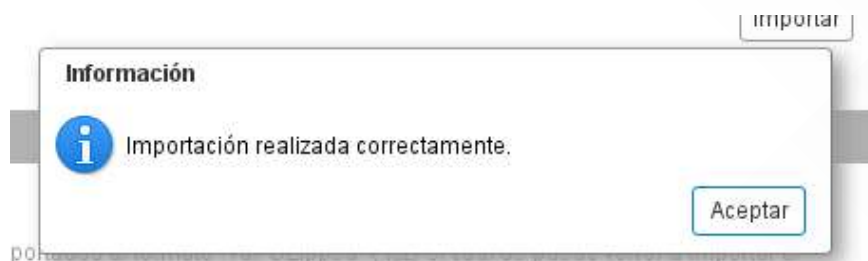 Importar
Información
Importación realizada correctamente.
Aceptar